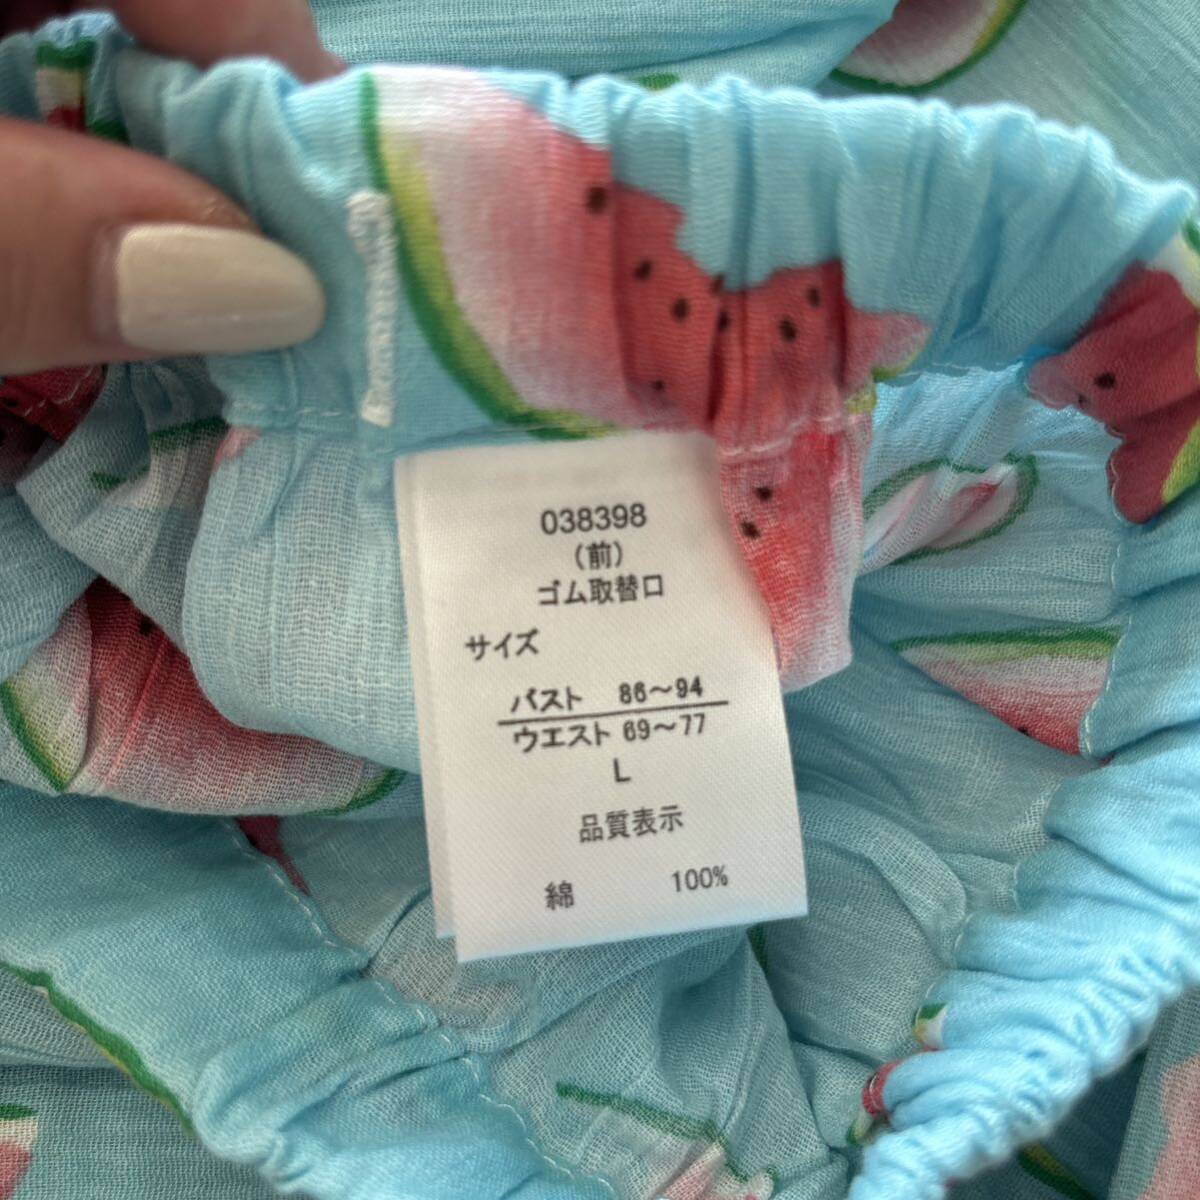 038398
(前)
ゴム取替口
サイズ
バスト 86～94
ウエスト 69～77
L
品質表示
綿 100%